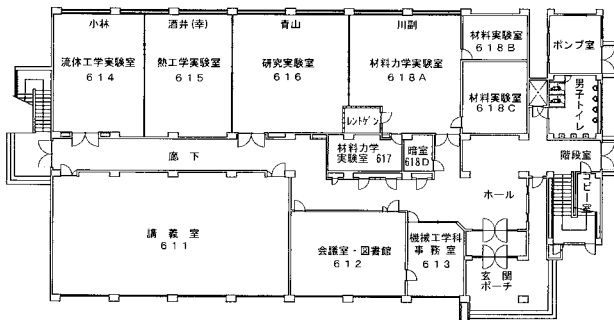 小林
流体工学実験室
614
酒井(幸)
熱工学実験室
615
青山
研究実験室
616
川副
材料力学実験室
618A
レントゲン
材料実験室
618B
材料実験室
618C
ポンプ室
男子トイレ
廊下
材料力学
実験室 617
暗室
618D
階段室
コピー室
ホール
講義室
611
会議室・図書館
612
機械工学科
事務室
613
玄関
ポーチ